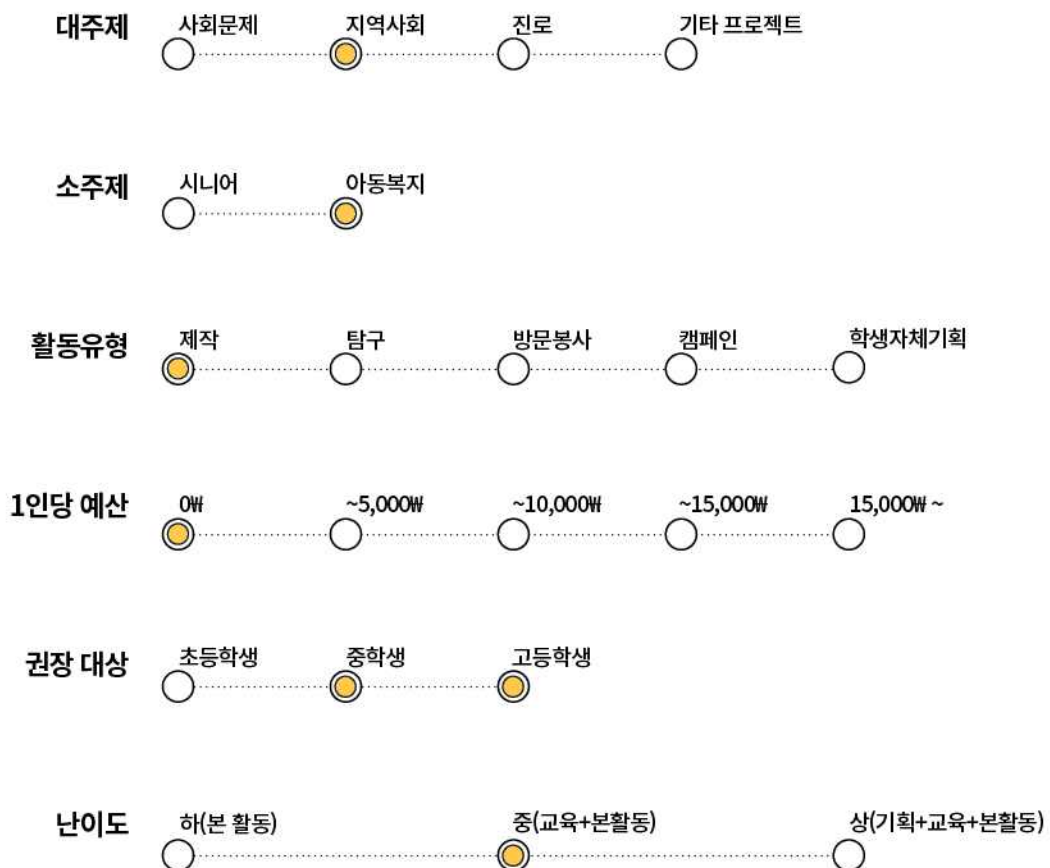 대주제 사회문제 지역사회 진로 기타 프로젝트
소주제 시니어 아동복지
활동유형 제작 탐구 방문봉사 캠페인 학생자체기획
1인당 예산 0₩ ~5,000₩ ~10,000₩ ~15,000₩ 15,000₩ ~
권장 대상 초등학생 중학생 고등학생
난이도 하(본 활동) 중(교육+본활동) 상(기획+교육+본활동)